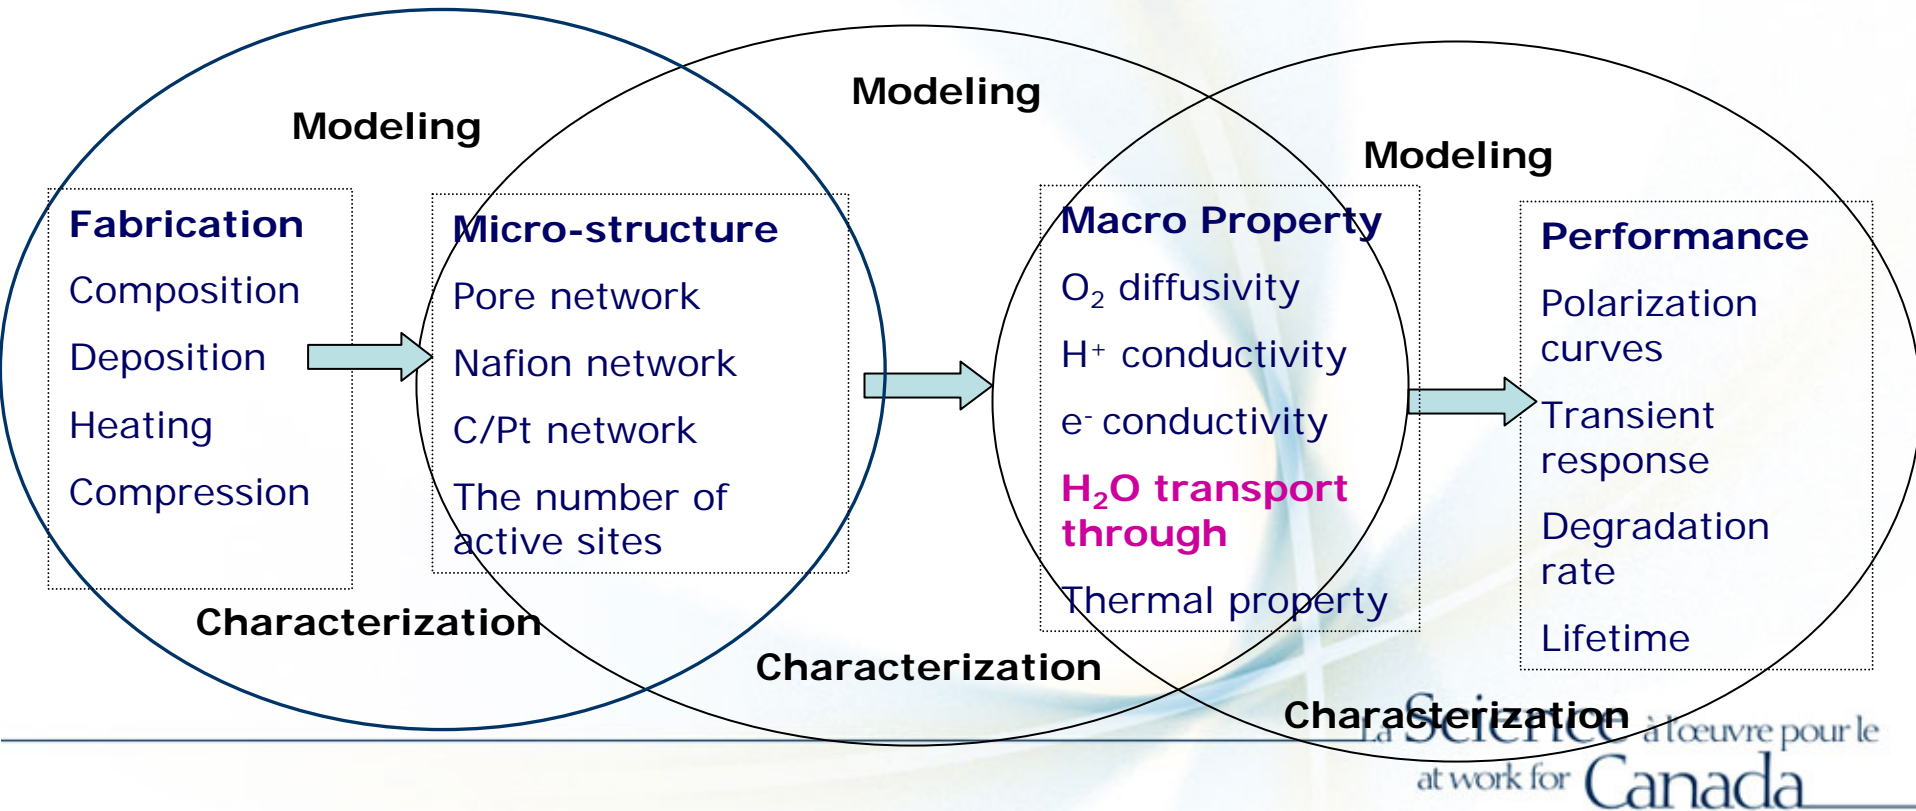 Modeling
Modeling
Modeling
Fabrication
Composition
Deposition
Heating
Compression
Micro-structure
Pore network
Nafion network
C/Pt network
The number of
active sites
Macro Property
O₂ diffusivity
H⁺ conductivity
e⁻ conductivity
H₂O transport
through
Thermal property
Performance
Polarization
curves
Transient
response
Degradation
rate
Lifetime
Characterization
Characterization
Characterization
La Science à l'œuvre pour le
at work for Canada